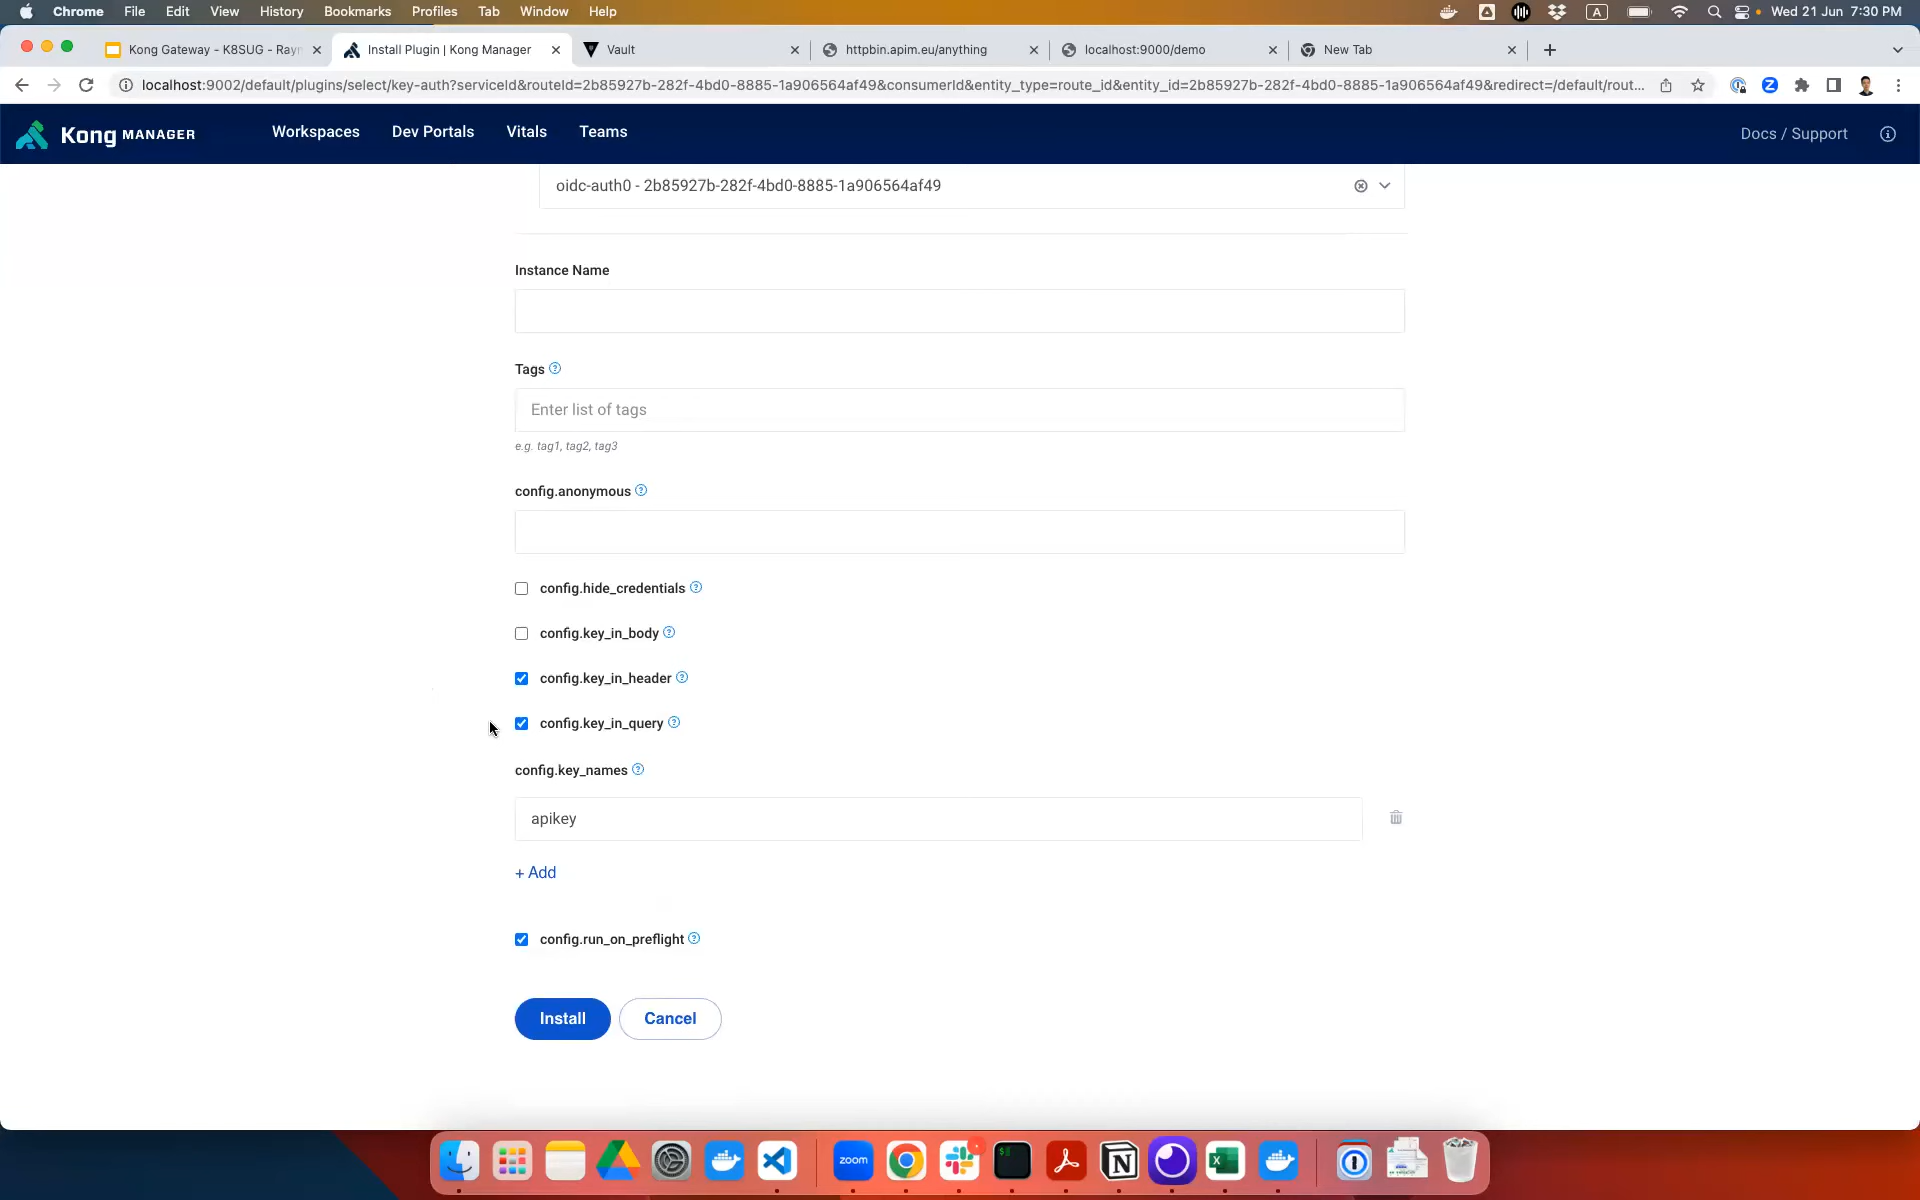 Chrome File Edit View History Bookmarks Profiles Tab Window Help
A
Wed 21 Jun 7:30 PM
Kong Gateway - K8SUG - Rayn
Install Plugin | Kong Manager
Vault
httpbin.apim.eu/anything
localhost:9000/demo
New Tab
localhost:9002/default/plugins/select/key-auth?serviceId&routeId=2b85927b-282f-4bd0-8885-1a906564af49&consumerId&entity_type=route_id&entity_id=2b85927b-282f-4bd0-8885-1a906564af49&redirect=/default/rout...
Kong MANAGER
Workspaces
Dev Portals
Vitals
Teams
Docs / Support
oidc-auth0 - 2b85927b-282f-4bd0-8885-1a906564af49
Instance Name
Tags
Enter list of tags
e.g. tag1, tag2, tag3
config.anonymous
config.hide_credentials
config.key_in_body
config.key_in_header
config.key_in_query
config.key_names
apikey
+ Add
config.run_on_preflight
Install
Cancel
zoom